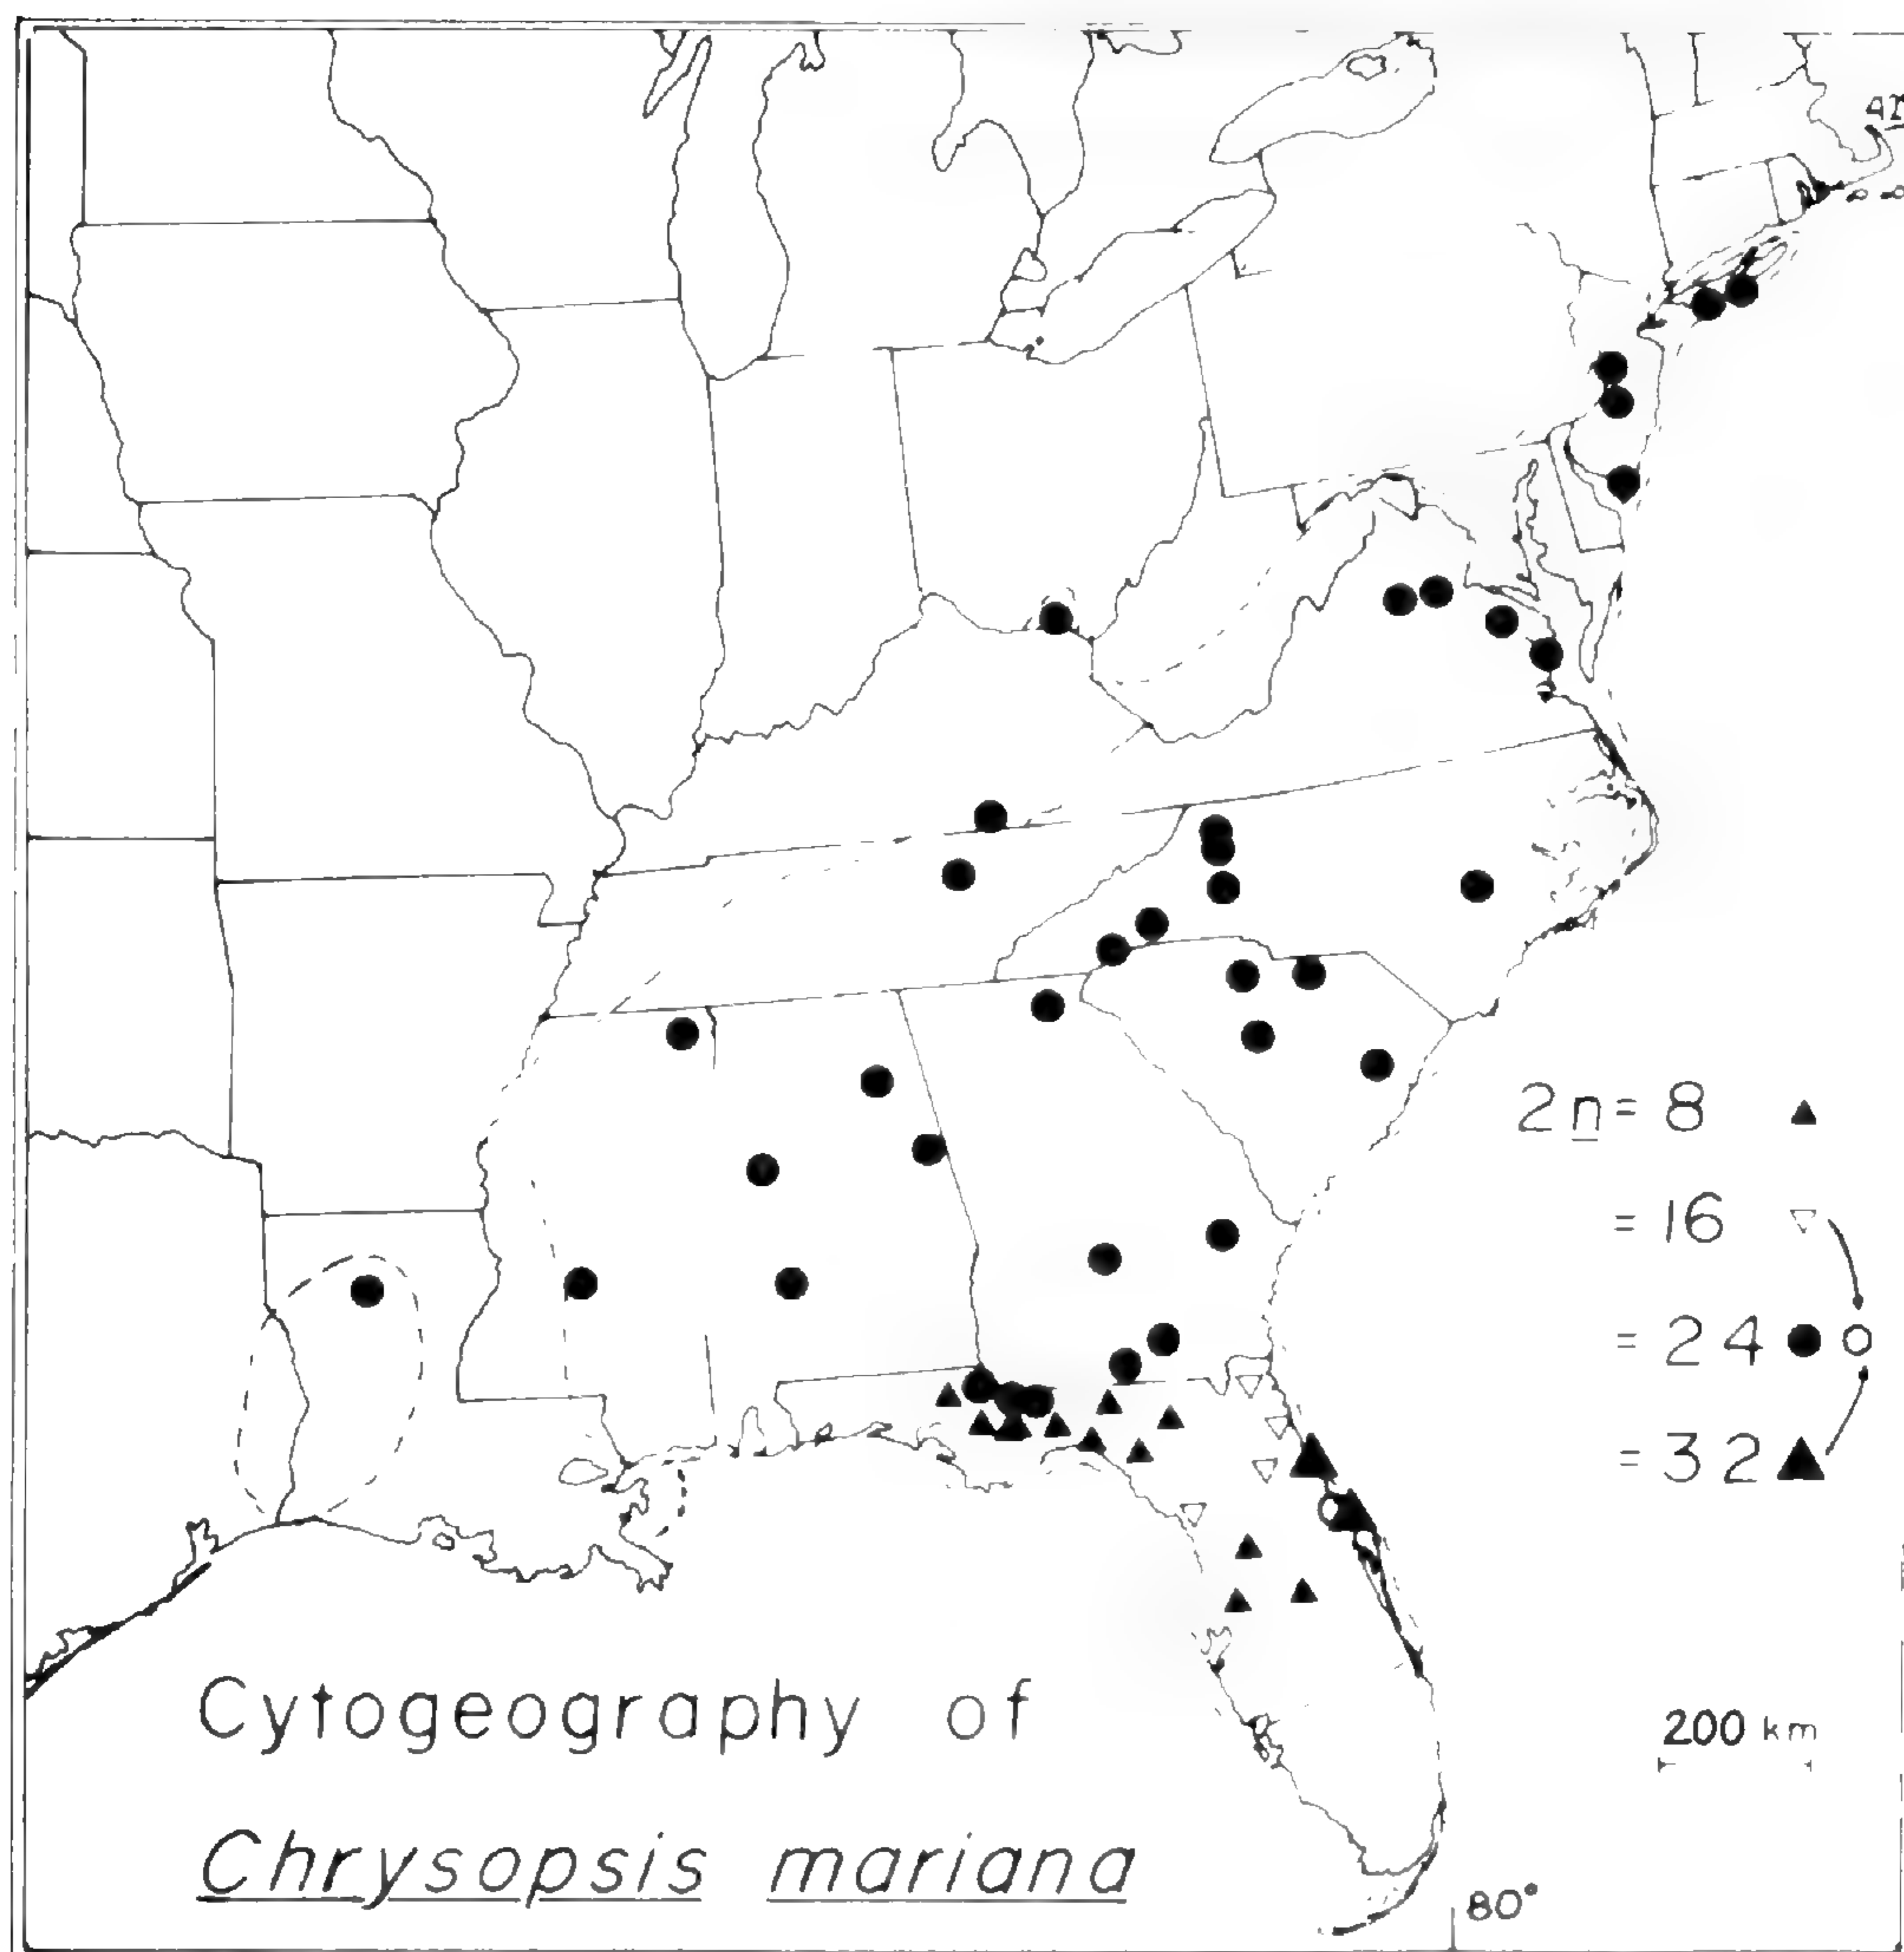 2n = 8 ▲
= 16 ▽
= 24 ● ○
= 32 ▲
Cytogeography of
200 km
Chrysopsis mariana
80°